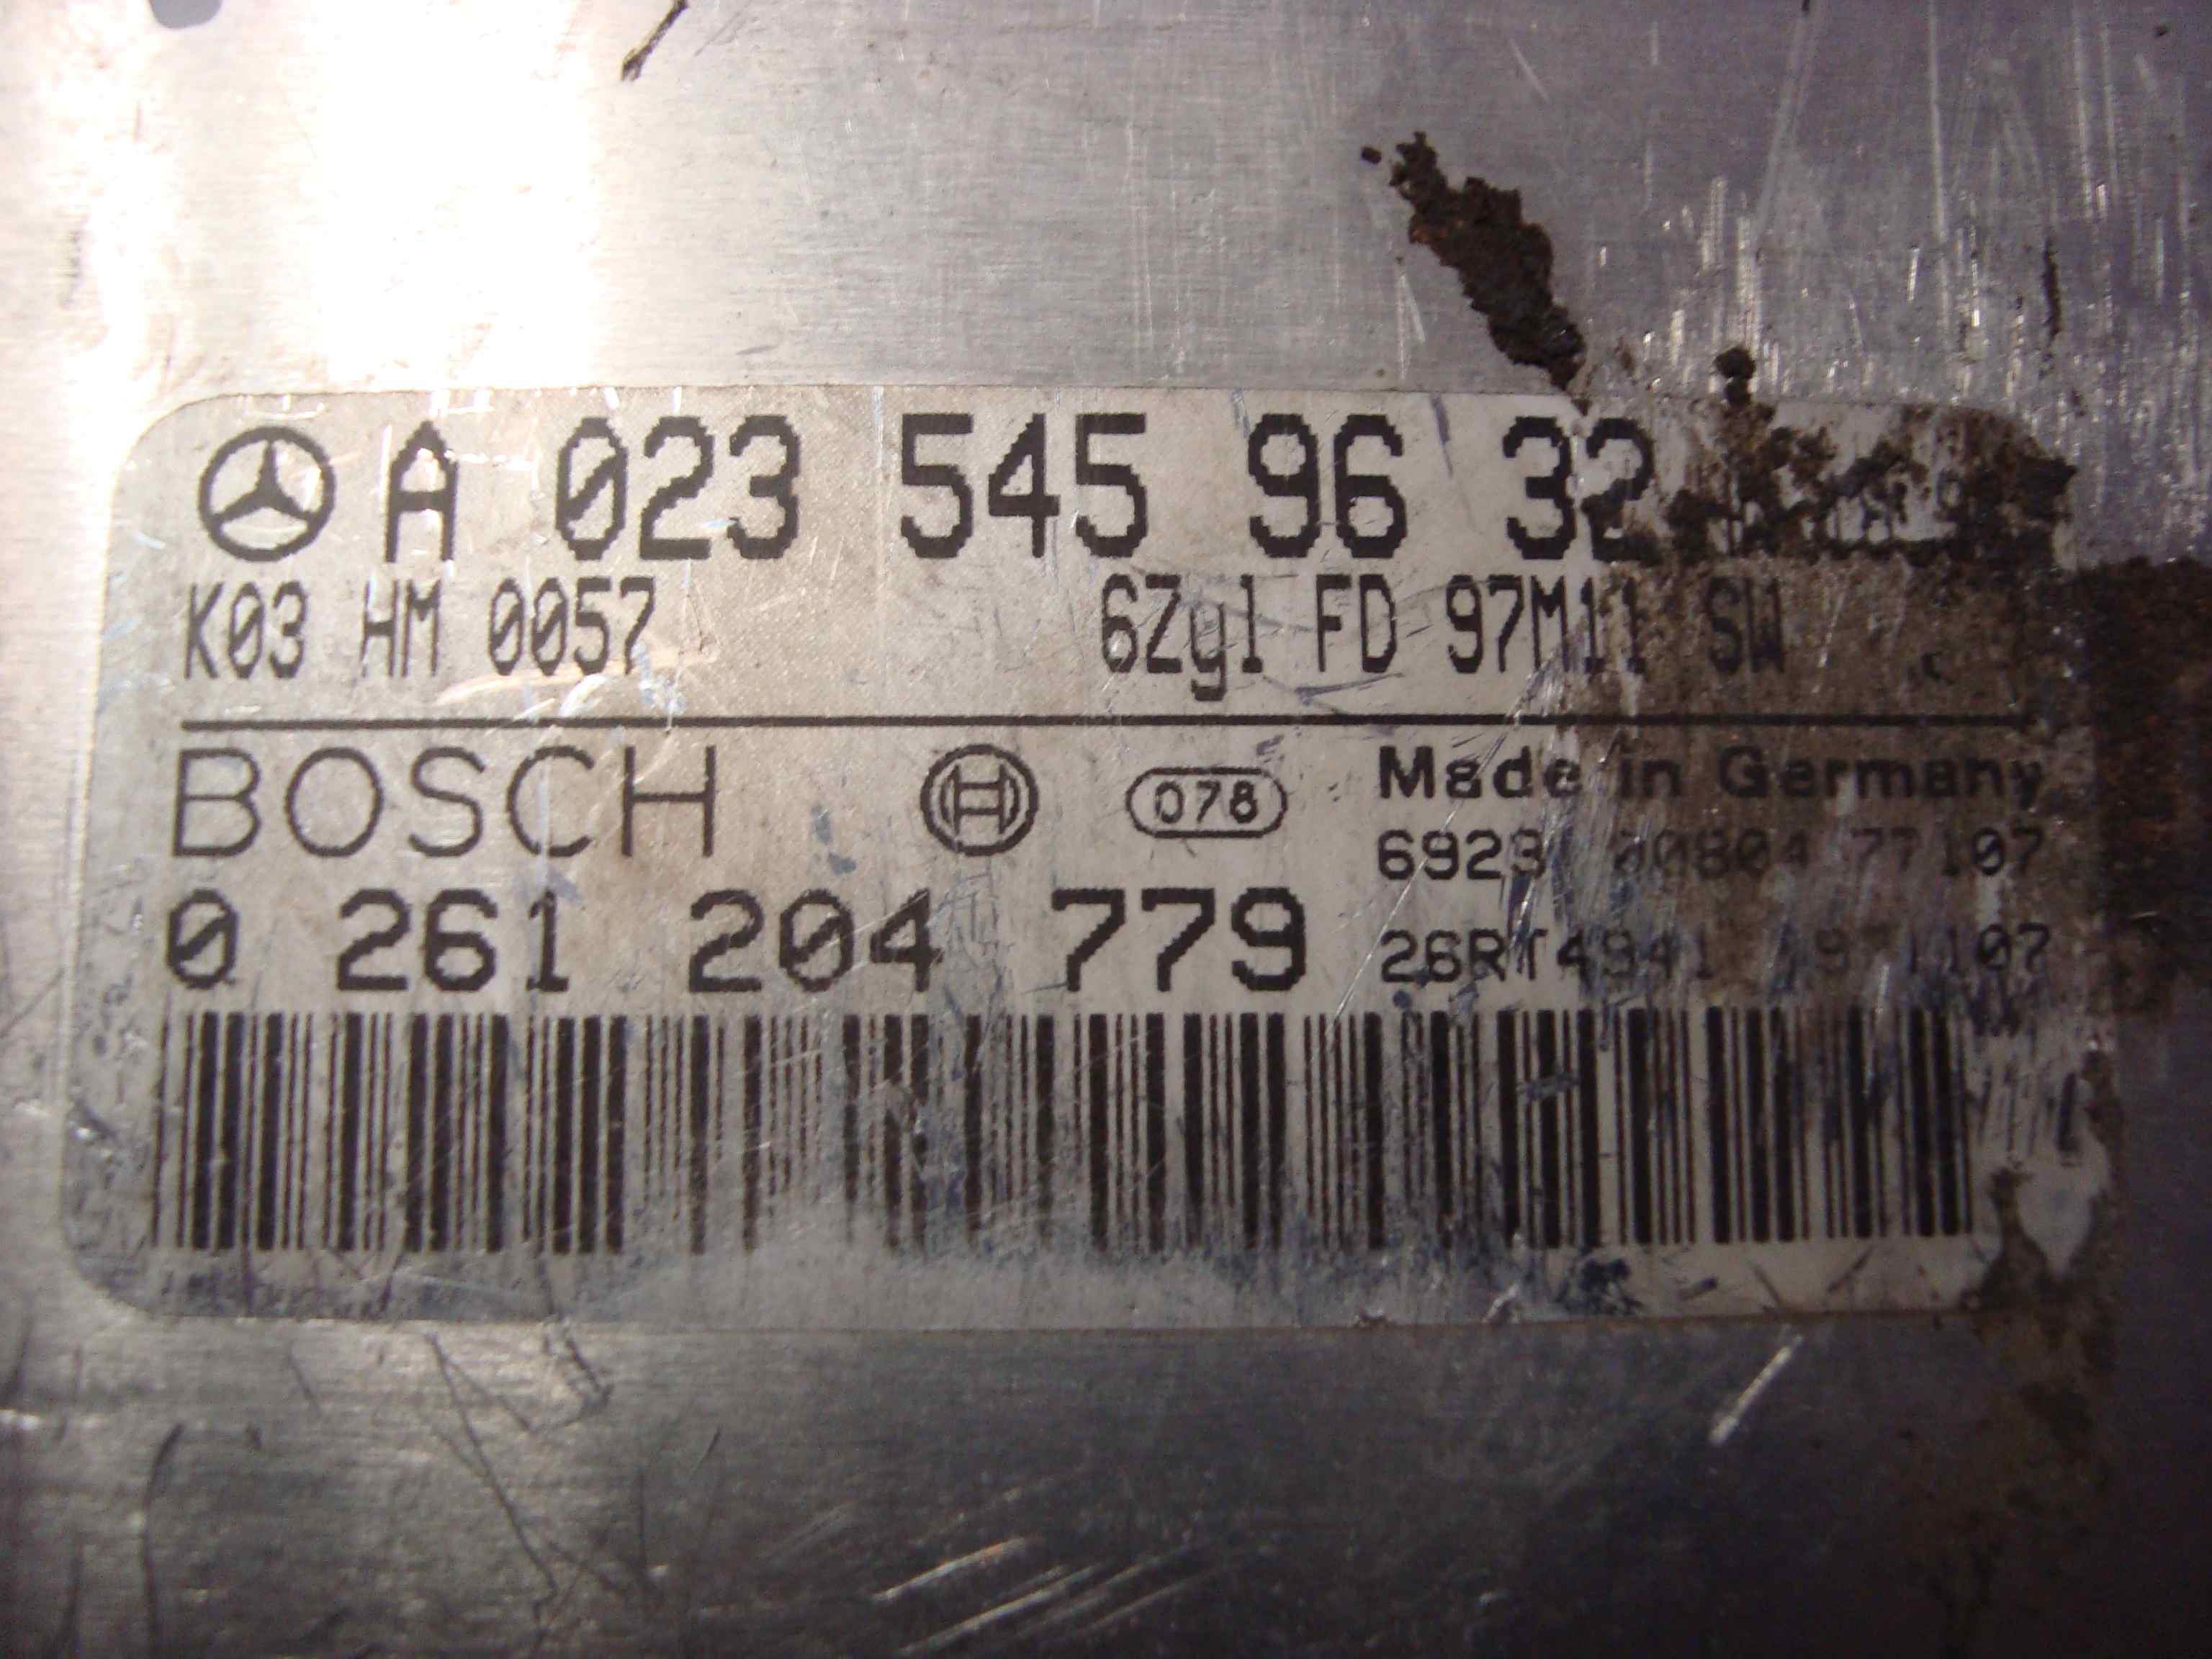 A 023 545 96 32
K03 HM 0057 6Zyl FD 97M11 SW
BOSCH 078 Made in Germany
0 261 204 779